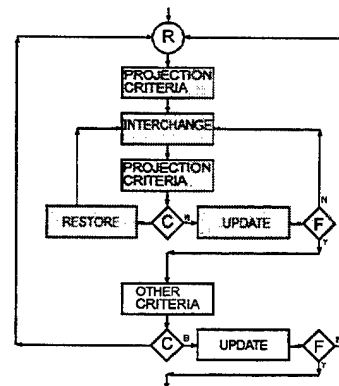 R
PROJECTION
CRITERIA
INTERCHANGE
PROJECTION
CRITERIA
N
RESTORE
C
UPDATE
F
Y
OTHER
CRITERIA
C
B
UPDATE
F
Y